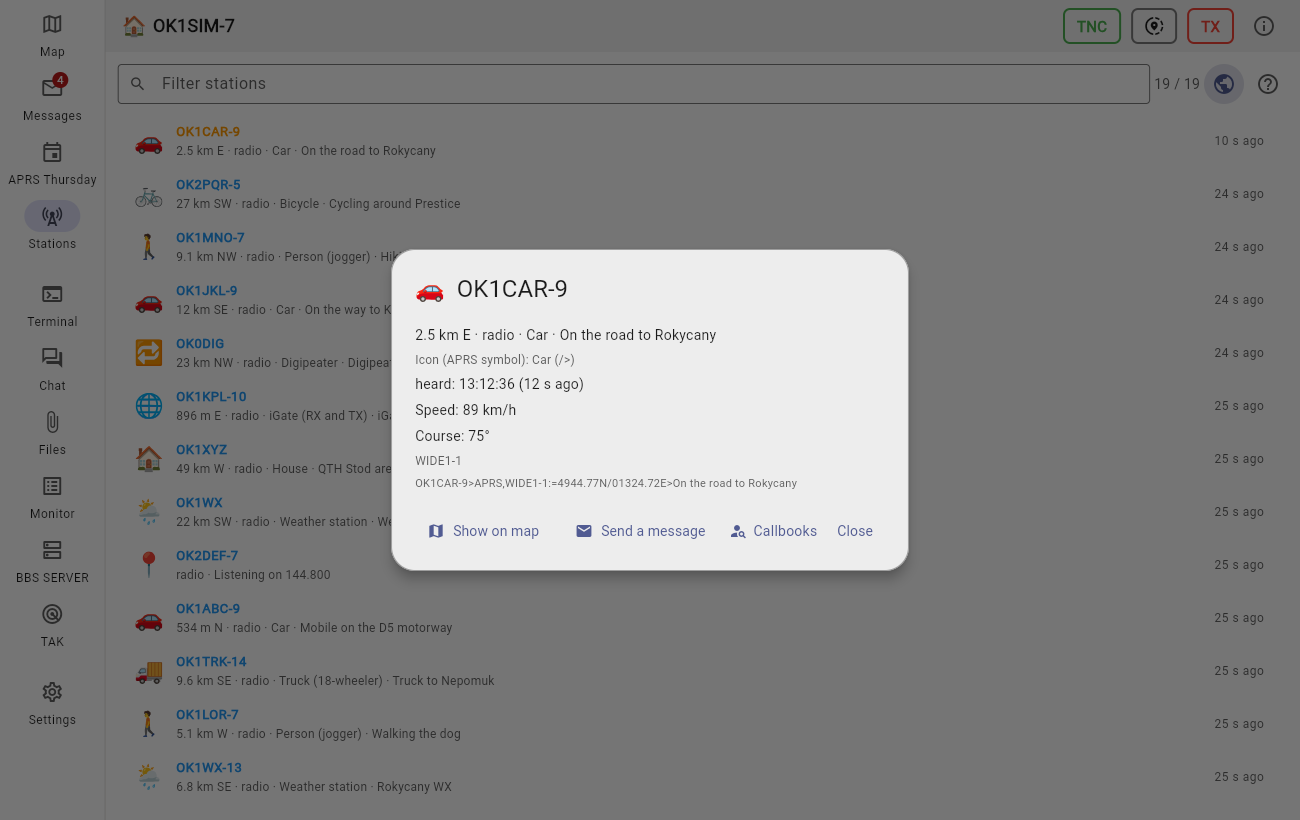 Map
4
Messages
APRS Thursday
Stations
Terminal
Chat
Files
Monitor
BBS SERVER
TAK
Settings
OK1SIM-7
TNC
TX
Filter stations
19 / 19
OK1CAR-9
2.5 km E · radio · Car · On the road to Rokycany
10 s ago
OK2PQR-5
27 km SW · radio · Bicycle · Cycling around Prestice
24 s ago
OK1MNO-7
9.1 km NW · radio · Person (jogger) ·
24 s ago
OK1JKL-9
12 km SE · radio · Car · On the way to K
24 s ago
OK0DIG
23 km NW · radio · Digipeater · Digipea
24 s ago
OK1KPL-10
896 m E · radio · iGate (RX and TX) · iG
25 s ago
OK1XYZ
49 km W · radio · House · QTH Stod are
25 s ago
OK1WX
22 km SW · radio · Weather station · We
25 s ago
OK2DEF-7
radio · Listening on 144.800
25 s ago
OK1ABC-9
534 m N · radio · Car · Mobile on the D5 motorway
25 s ago
OK1TRK-14
9.6 km SE · radio · Truck (18-wheeler) · Truck to Nepomuk
25 s ago
OK1LOR-7
5.1 km W · radio · Person (jogger) · Walking the dog
25 s ago
OK1WX-13
6.8 km SE · radio · Weather station · Rokycany WX
25 s ago
OK1CAR-9
2.5 km E · radio · Car · On the road to Rokycany
Icon (APRS symbol): Car (/>)
heard: 13:12:36 (12 s ago)
Speed: 89 km/h
Course: 75°
WIDE1-1
OK1CAR-9>APRS,WIDE1-1:=4944.77N/01324.72E>On the road to Rokycany
Show on map
Send a message
Callbooks
Close